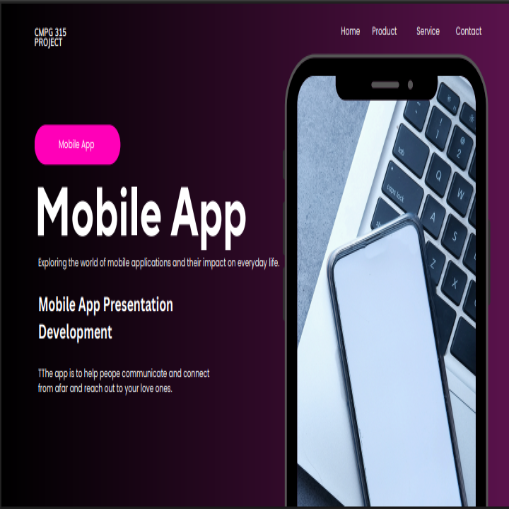 CMPG 315
PROJECT
Home Product Service Contact
Mobile App
Mobile App
Exploring the world of mobile applications and their impact on everyday life.
Mobile App Presentation
Development
TThe app is to help peope communicate and connect
from afar and reach out to your love ones.
caps lock
tab
Q
W
A
S
Z
X
2